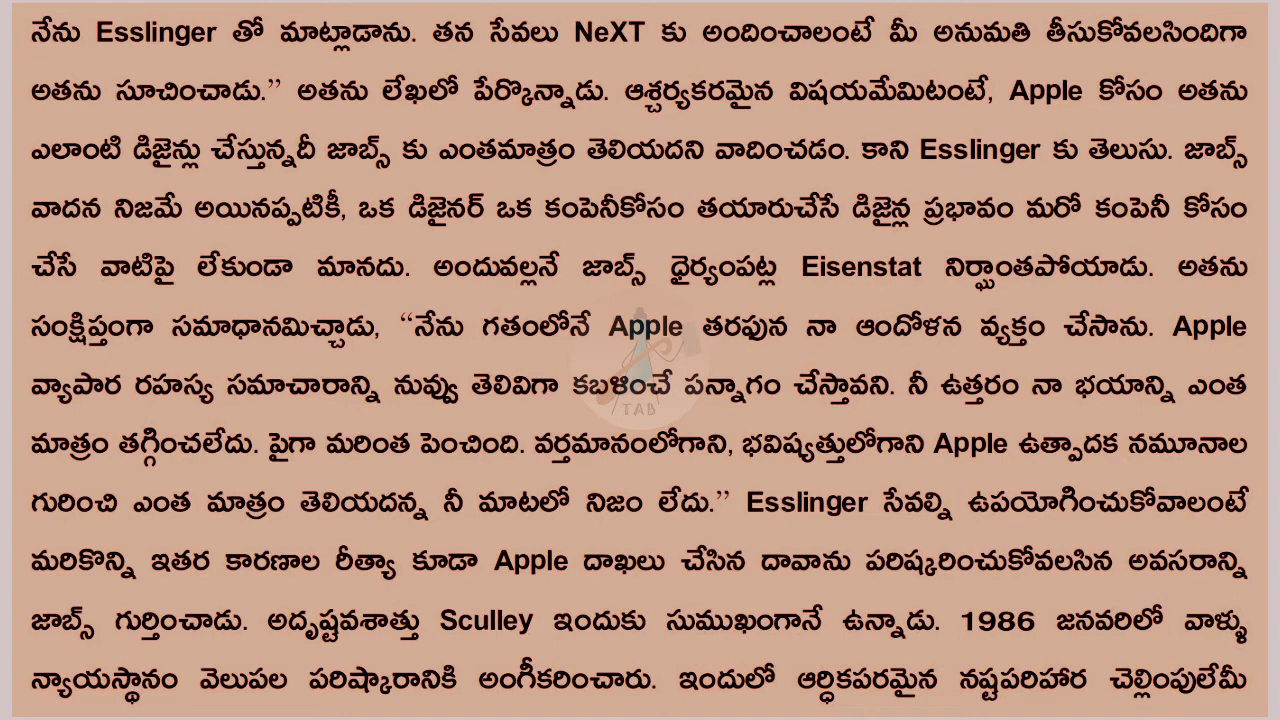 నేను Esslinger తో మాట్లాడాను. తన సేవలు NeXT కు అందించాలంటే మీ అనుమతి తీసుకోవలసిందిగా
అతను సూచించాడు.’’ అతను లేఖలో పేర్కొన్నాడు. ఆశ్చర్యకరమైన విషయమేమిటంటే, Apple కోసం అతను
ఎలాంటి డిజైన్లు చేస్తున్నదీ జాబ్స్ కు ఎంతమాత్రం తెలియదని వాదించడం. కాని Esslinger కు తెలుసు. జాబ్స్
వాదన నిజమే అయినప్పటికీ, ఒక డిజైనర్ ఒక కంపెనీకోసం తయారుచేసే డిజైన్ల ప్రభావం మరో కంపెనీ కోసం
చేసే వాటిపై లేకుండా మానదు. అందువల్లనే జాబ్స్ ధైర్యంపట్ల Eisenstat నిర్ఘాంతపోయాడు. అతను
సంక్షిప్తంగా సమాధానమిచ్చాడు, ‘‘నేను గతంలోనే Apple తరఫున నా ఆందోళన వ్యక్తం చేసాను. Apple
వ్యాపార రహస్య సమాచారాన్ని నువ్వు తెలివిగా కబళించే పన్నాగం చేస్తావని. నీ ఉత్తరం నా భయాన్ని ఎంత
మాత్రం తగ్గించలేదు. పైగా మరింత పెంచింది. వర్తమానంలోగాని, భవిష్యత్తులోగాని Apple ఉత్పాదక నమూనాల
గురించి ఎంత మాత్రం తెలియదన్న నీ మాటలో నిజం లేదు.’’ Esslinger సేవల్ని ఉపయోగించుకోవాలంటే
మరికొన్ని ఇతర కారణాల రీత్యా కూడా Apple దాఖలు చేసిన దావాను పరిష్కరించుకోవలసిన అవసరాన్ని
జాబ్స్ గుర్తించాడు. అదృష్టవశాత్తు Sculley ఇందుకు సుముఖంగానే ఉన్నాడు. 1986 జనవరిలో వాళ్ళు
న్యాయస్థానం వెలుపల పరిష్కారానికి అంగీకరించారు. ఇందులో ఆర్ధికపరమైన నష్టపరిహార చెల్లింపులేమీ
TAB